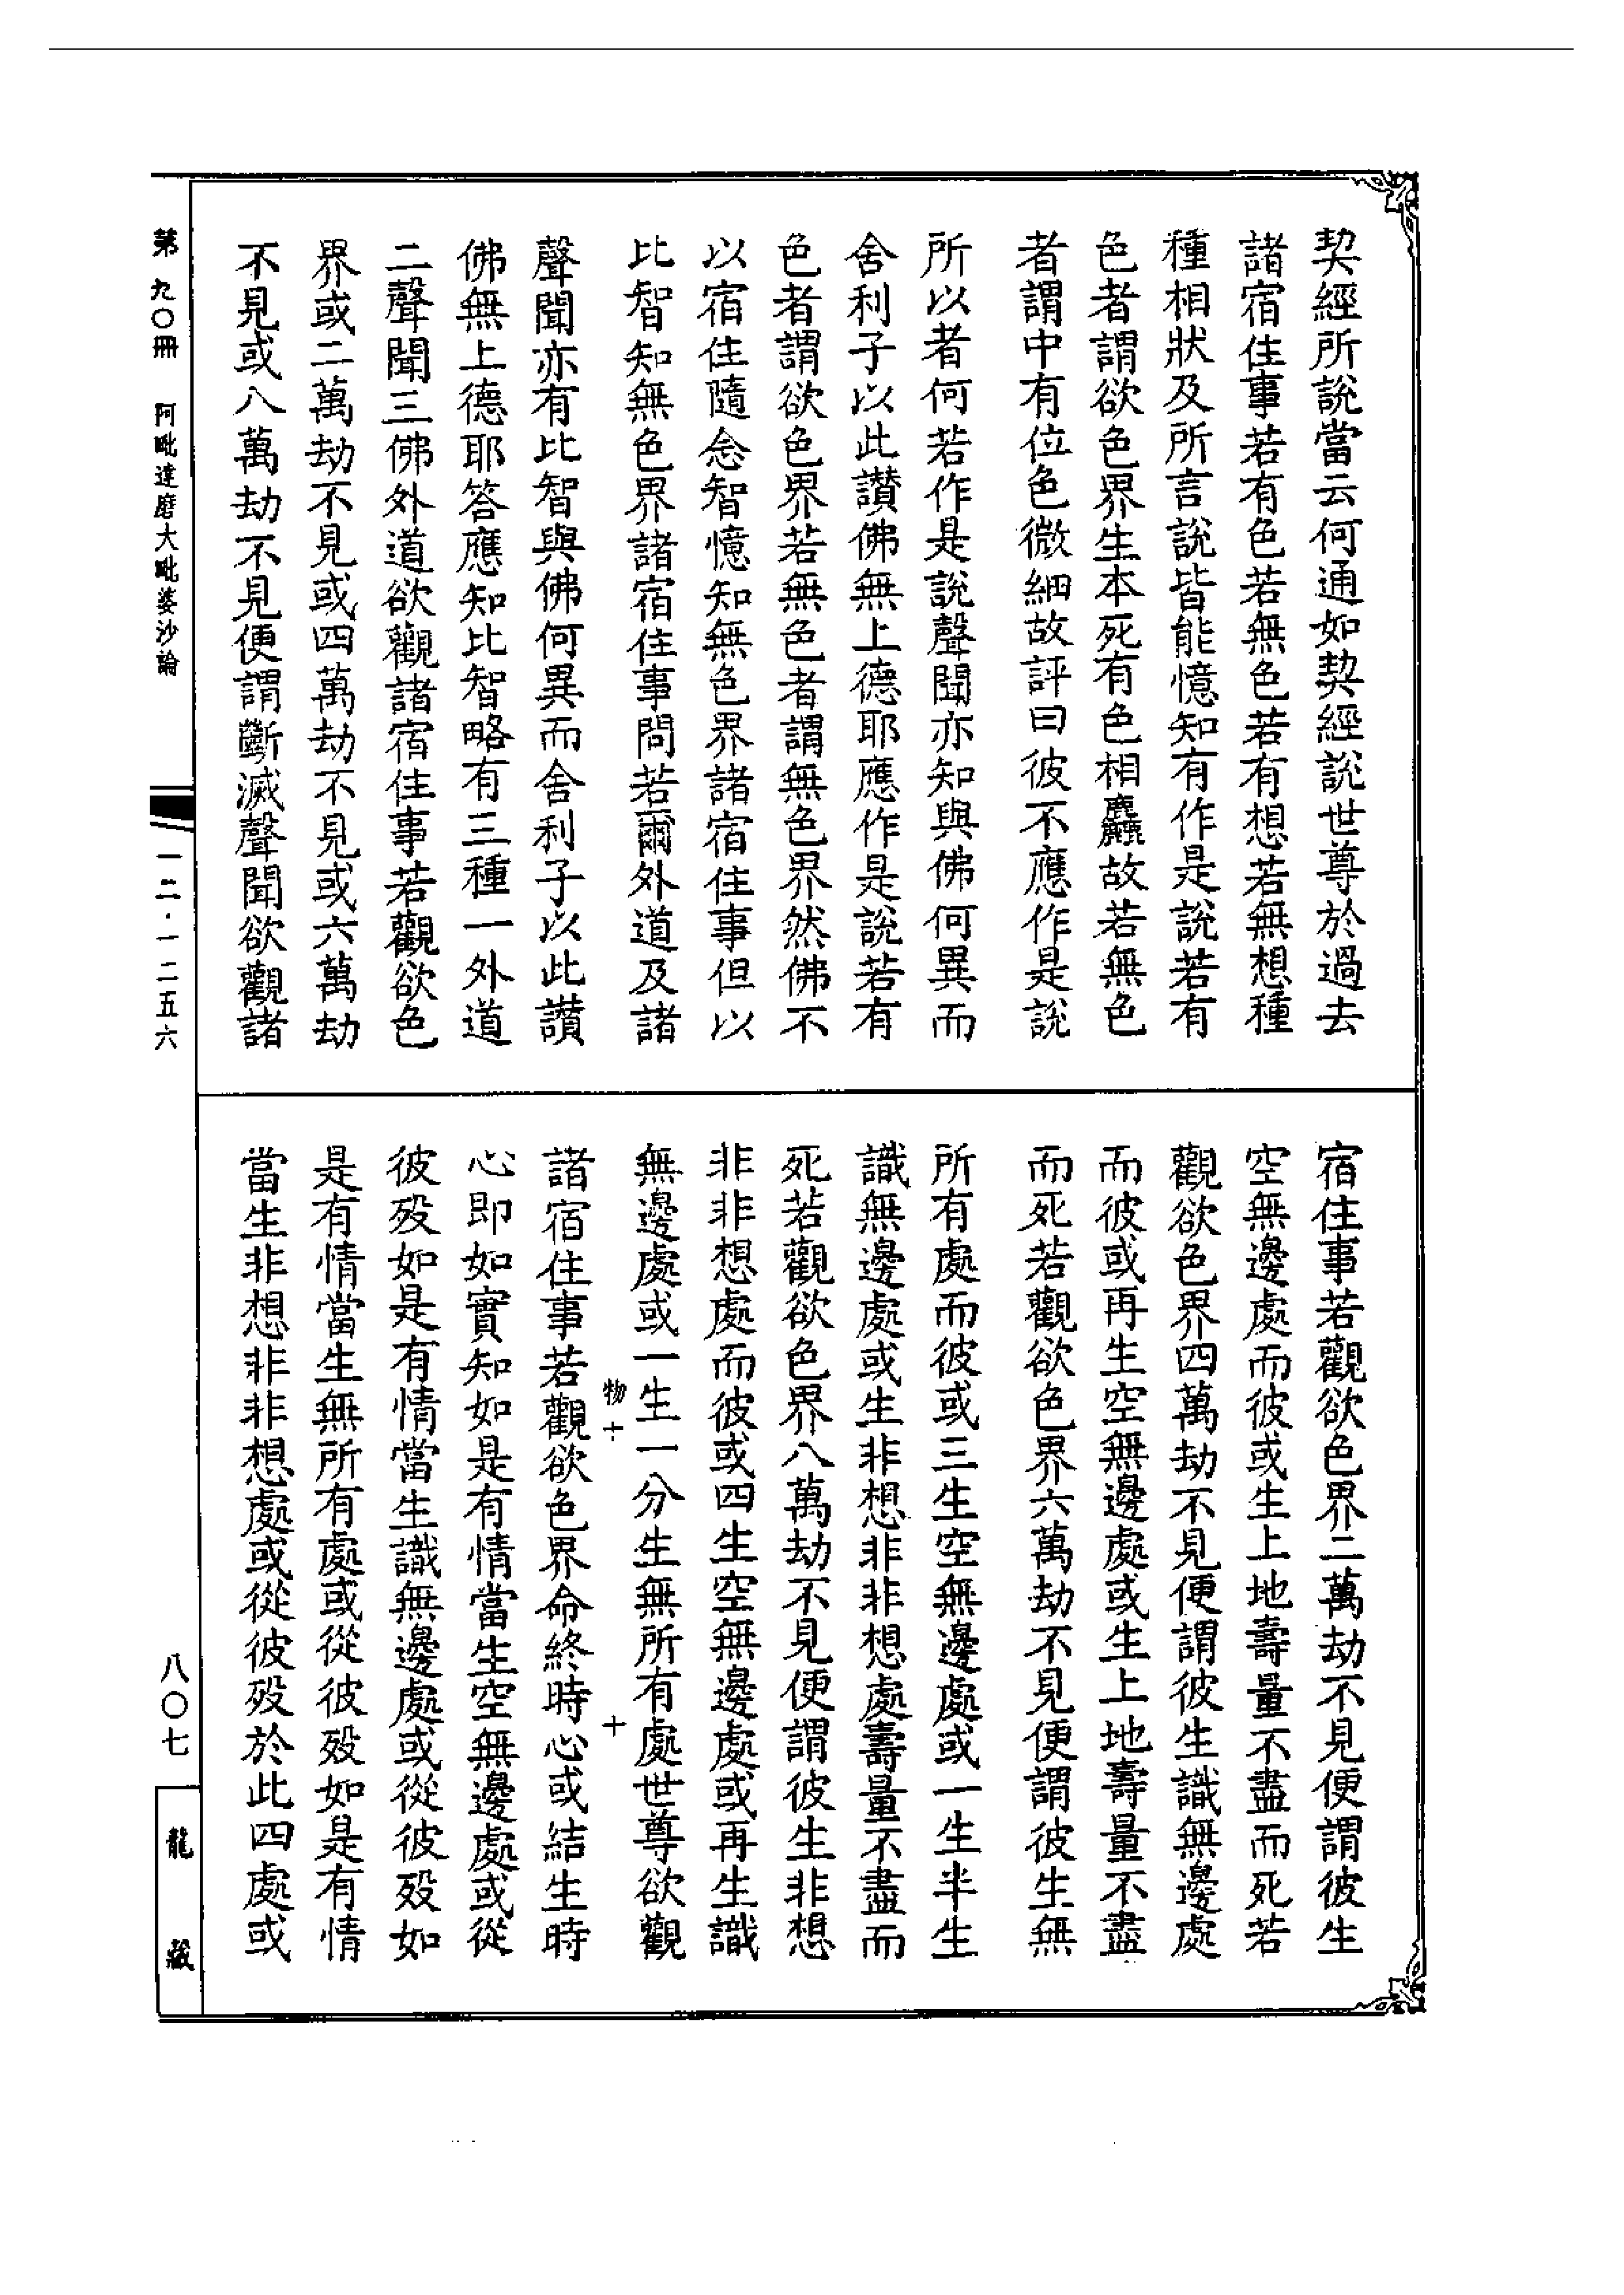 契經所說當云何通如契經說世尊於過去
諸宿住事若有色若無色若有想若無想種
種相狀及所言說皆能憶知有作是說若有
色者謂欲色界生本死有色相麤故若無色
者謂中有位色微細故評曰彼不應作是說
所以者何若作是說聲聞亦知與佛何異而
舍利子以此讃佛無上德耶應作是說若有
色者謂欲色界若無色者謂無色界然佛不
以宿住隨念智憶知無色界諸宿住事但以
比智知無色界諸宿住事問若爾外道及諸
聲聞亦有比智與佛何異而舍利子以此讃
佛無上德耶答應知比智略有三種一外道
二聲聞三佛外道欲觀諸宿住事若觀欲色
界或二萬劫不見或四萬劫不見或六萬劫
不見或八萬劫不見便謂斷滅聲聞欲觀諸
宿住事若觀欲色界二萬劫不見便謂彼生
空無邊處而彼或生上地壽量不盡而死若
觀欲色界四萬劫不見便謂彼生識無邊處
而彼或再生空無邊處或生上地壽量不盡
而死若觀欲色界六萬劫不見便謂彼生無
所有處而彼或三生空無邊處或一生半生
識無邊處或生非想非非想處壽量不盡而
死若觀欲色界八萬劫不見便謂彼生非想
非非想處而彼或四生空無邊處或再生識
無邊處或一生一分生無所有處世尊欲觀
物十 十
諸宿住事若觀欲色界命終時心或結生時
心即如實知如是有情當生空無邊處或從
彼歿如是有情當生識無邊處或從彼歿如
是有情當生無所有處或從彼歿如是有情
當生非想非非想處或從彼歿於此四處或
第九〇冊 阿毗達磨大毗婆沙論
一二·一二五六
八〇七
龍藏